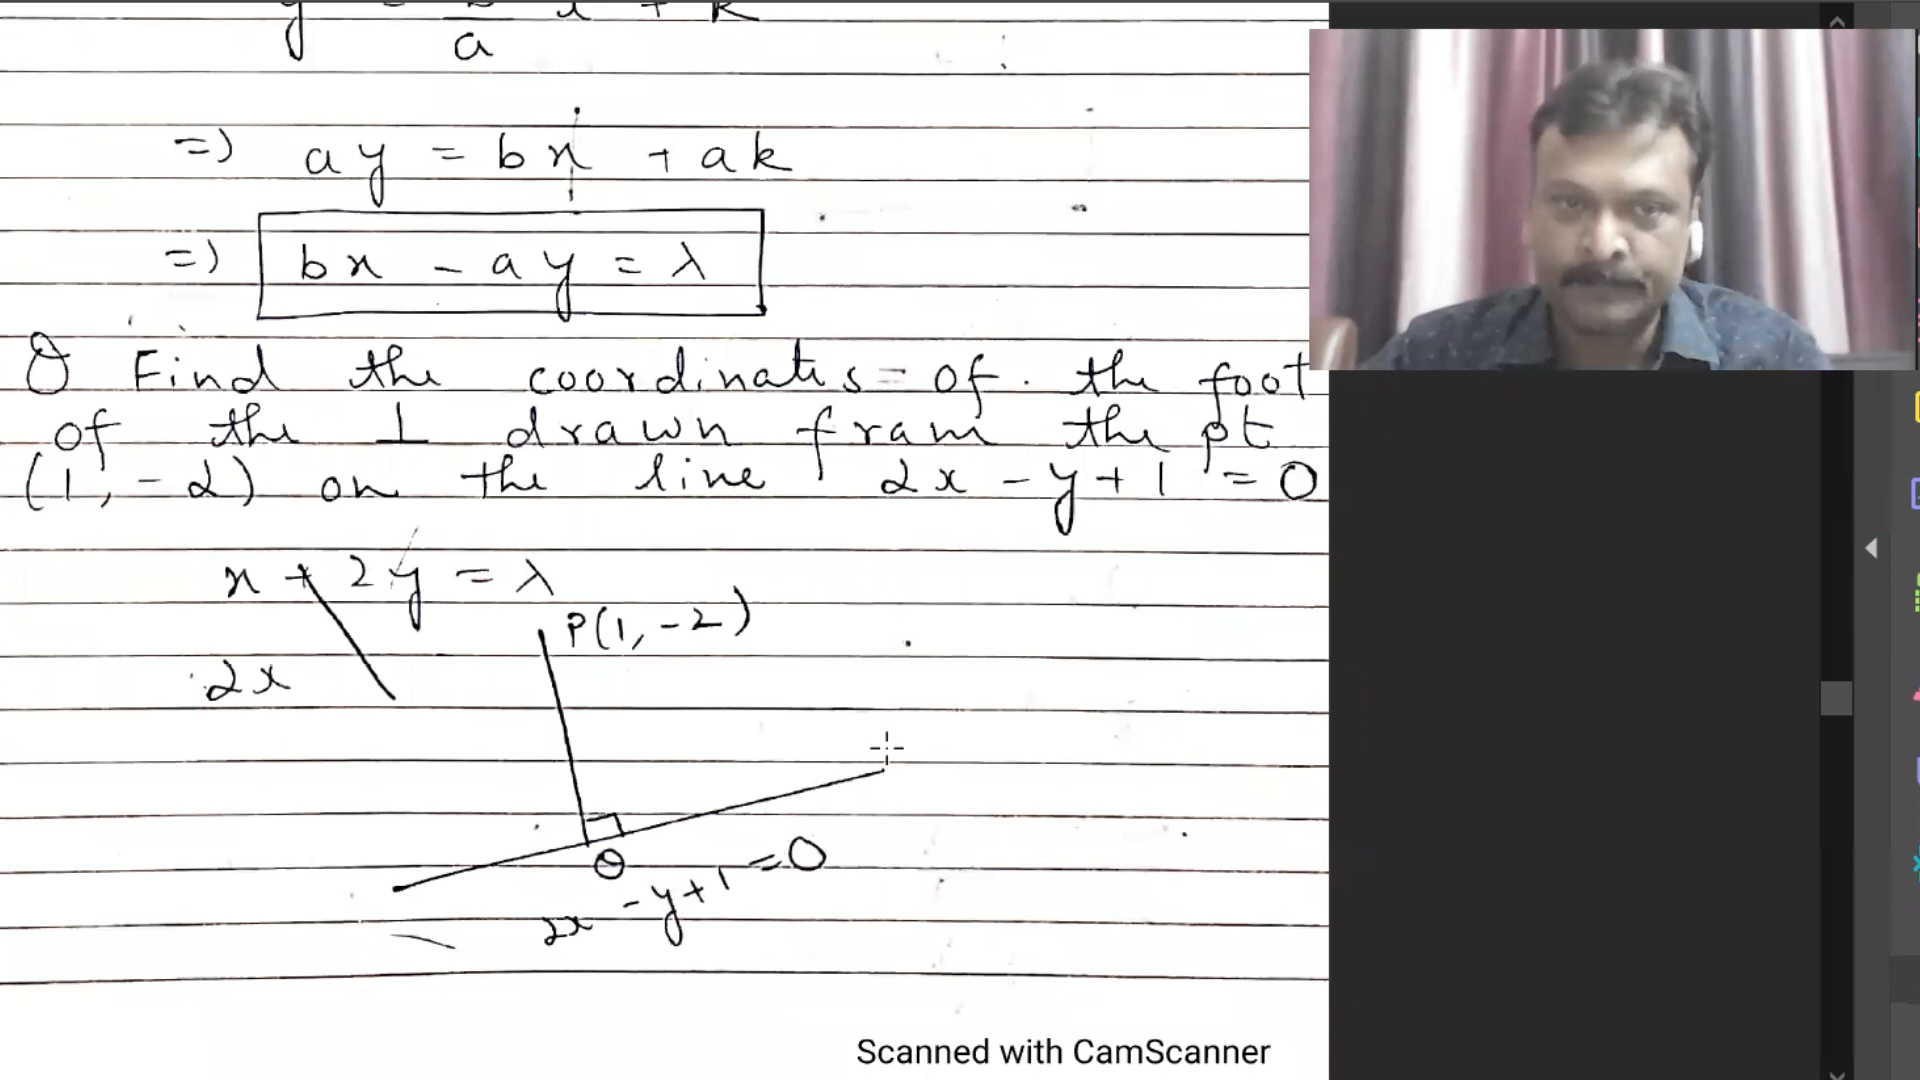 =) ay = bx + ak
=) bx - ay = λ
Q Find the coordinates = of the foot
of the ⊥ drawn fram the pt
(1, -2) on the line 2x - y + 1 = 0
x + 2y = λ
P(1, -2)
2x
Q
2x - y + 1 = 0
Scanned with CamScanner